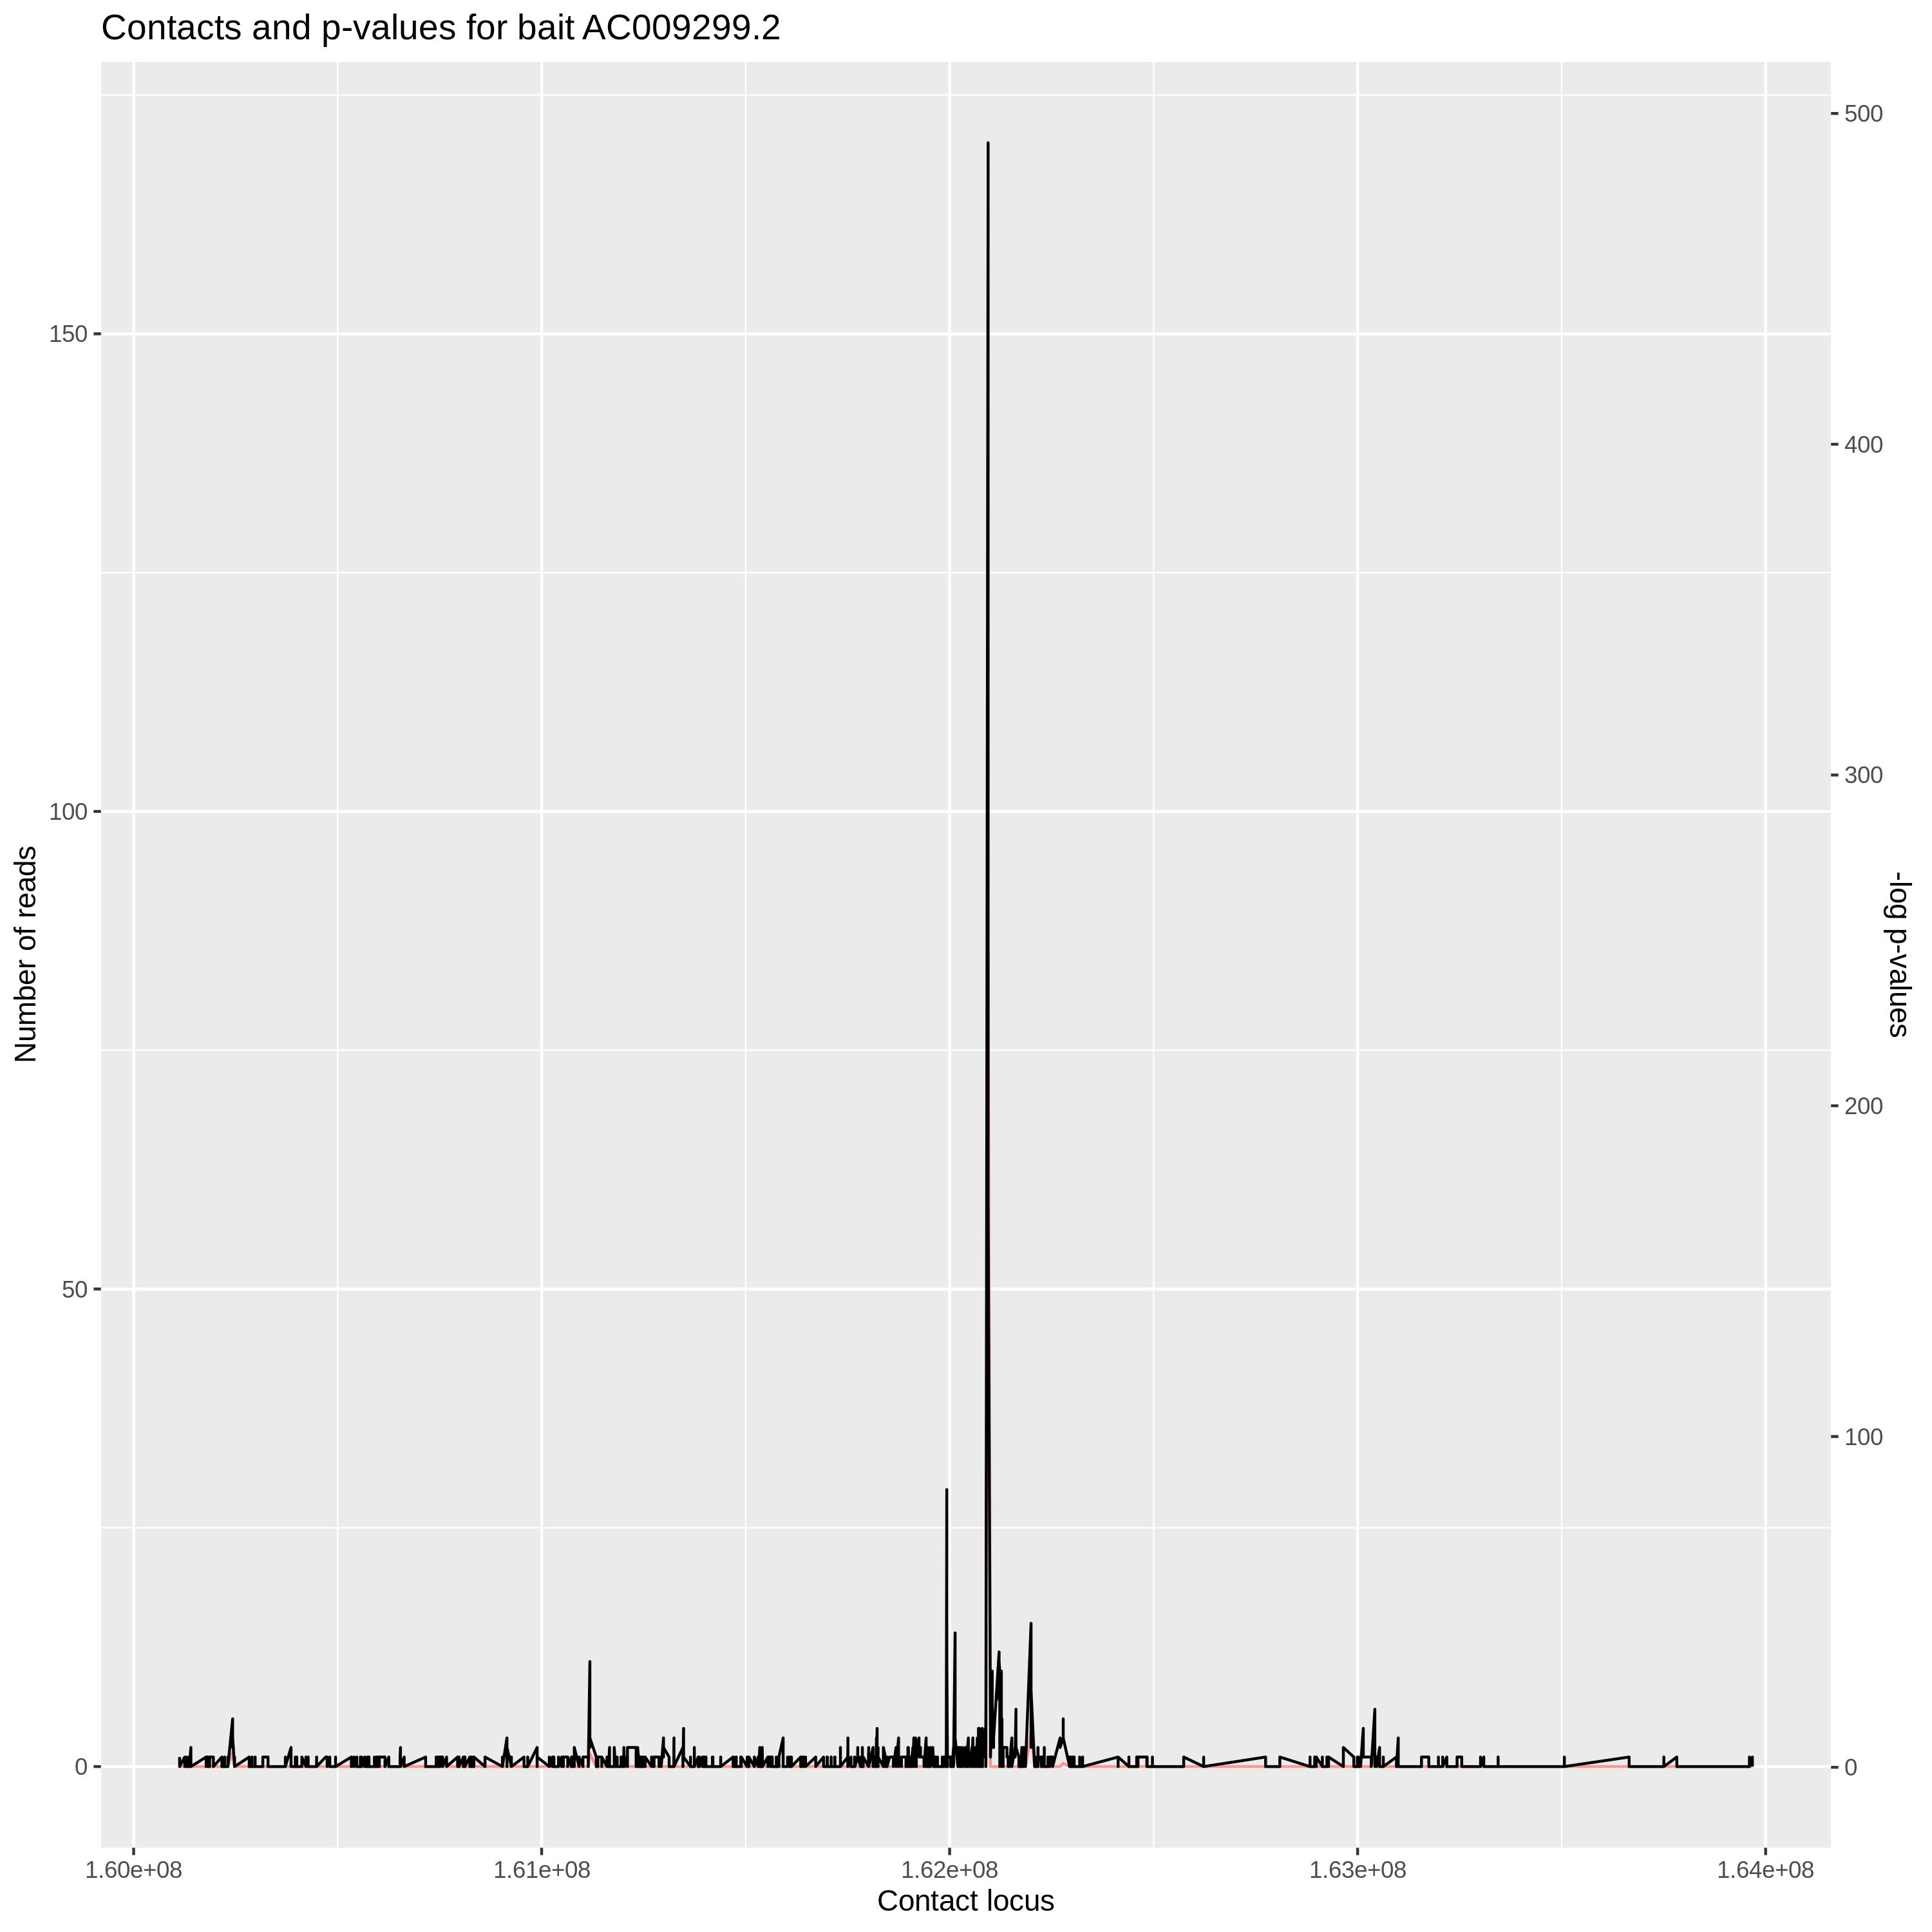 Contacts and p-values for bait AC009299.2
Number of reads
150
100
50
0
500
400
300
200
100
0
-log p-values
1.60e+08
1.61e+08
1.62e+08
1.63e+08
1.64e+08
Contact locus